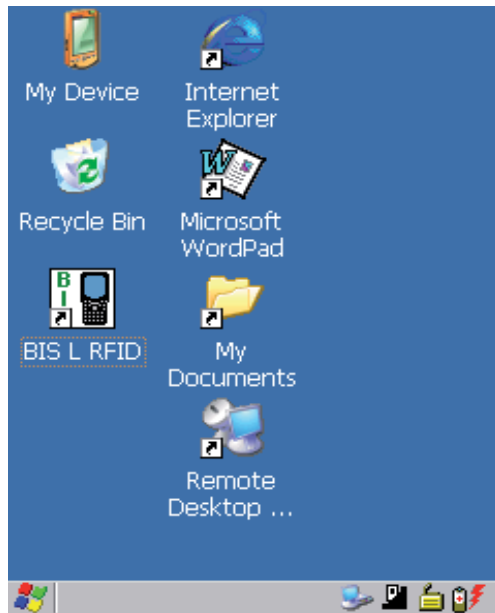 My Device
Internet
Explorer
Recycle Bin
Microsoft
WordPad
B
I
BIS L RFID
My
Documents
Remote
Desktop ...